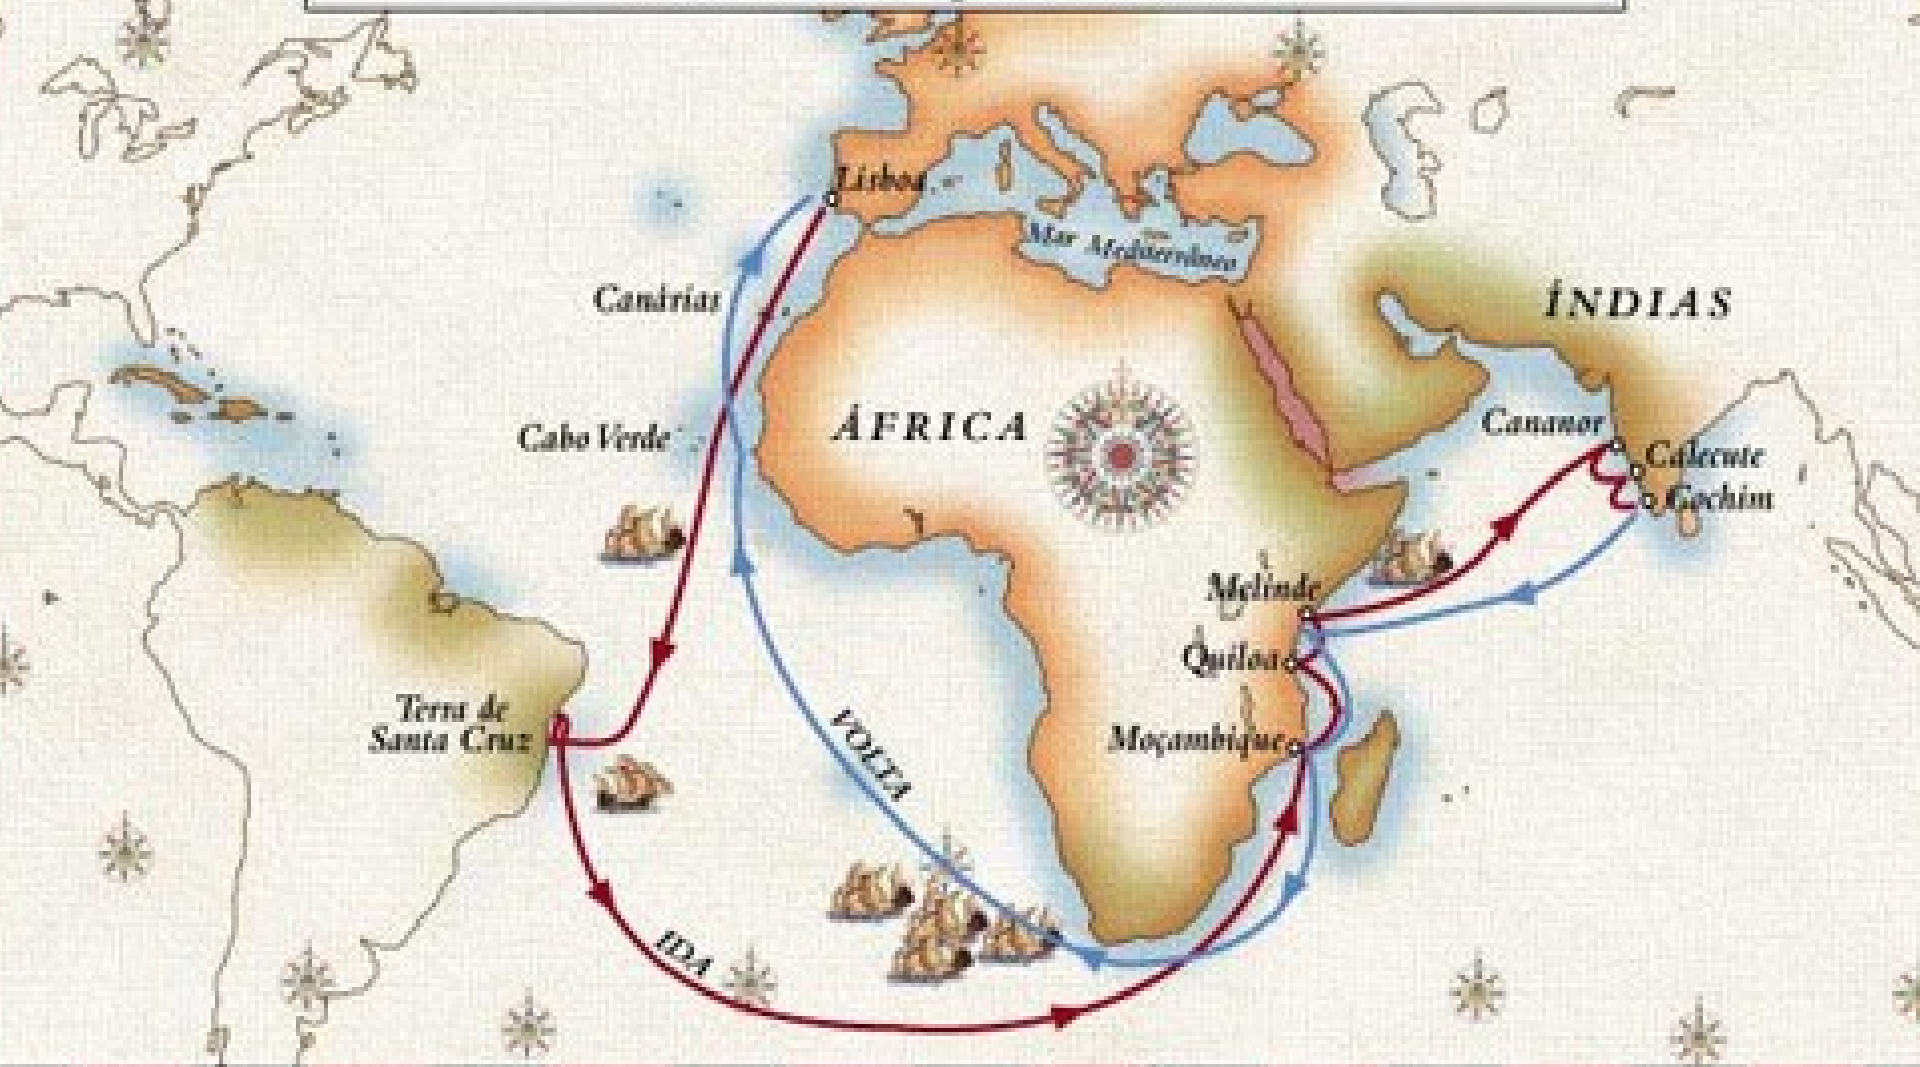 Lisboa
Mar Mediterrâneo
Canárias
ÍNDIAS
Cabo Verde
ÁFRICA
Cananor
Calecute
Cochim
Melinde
Quiloa
Terra de
Santa Cruz
Moçambique
VOLTA
IDA